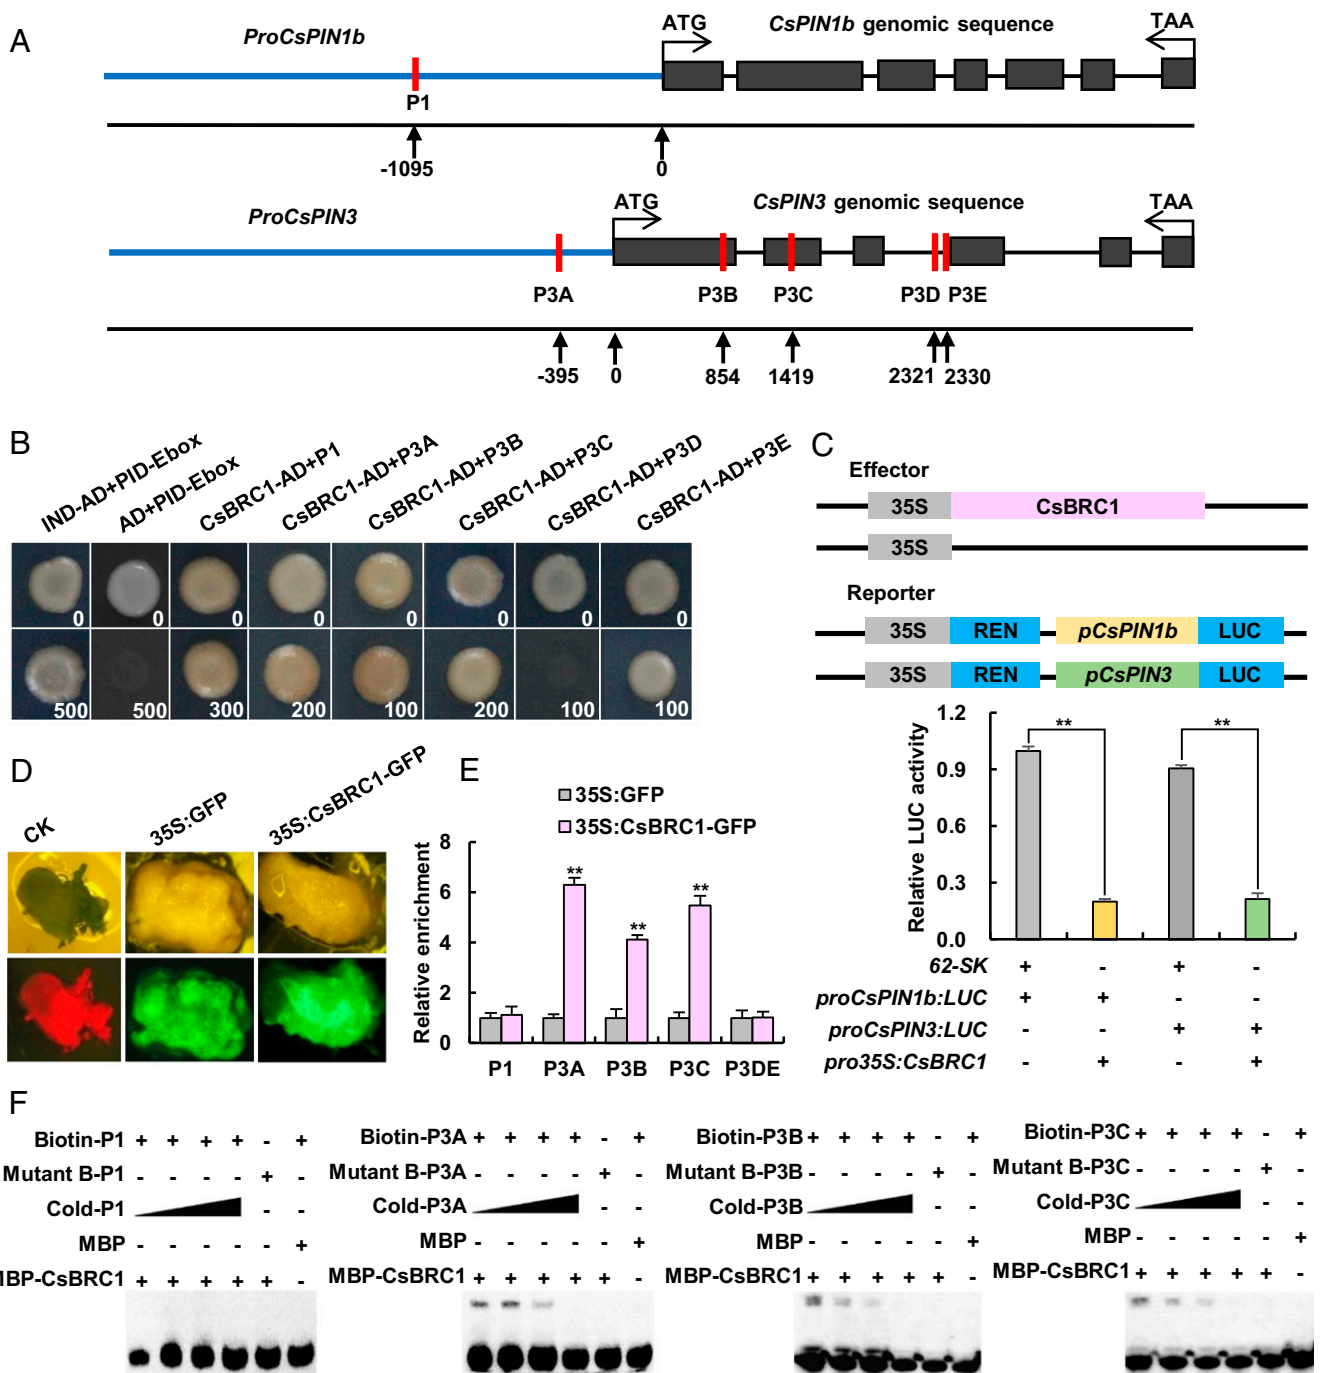 A
ProCsPIN1b
ATG
CsPIN1b genomic sequence
TAA
P1
-1095
0
ProCsPIN3
ATG
CsPIN3 genomic sequence
TAA
P3A
P3B
P3C
P3D
P3E
-395
0
854
1419
2321
2330
B
IND-AD+PID-Ebox
AD+PID-Ebox
CsBRC1-AD+P1
CsBRC1-AD+P3A
CsBRC1-AD+P3B
CsBRC1-AD+P3C
CsBRC1-AD+P3D
CsBRC1-AD+P3E
0 0 0 0 0 0 0 0
500 500 300 200 100 200 100 100
C
Effector
35S CsBRC1
35S
Reporter
35S REN pCsPIN1b LUC
35S REN pCsPIN3 LUC
Relative LUC activity
1.2
0.9
0.6
0.3
0.0
** **
62-SK + - + -
proCsPIN1b:LUC + + - -
proCsPIN3:LUC - - + +
pro35S:CsBRC1 - + - +
D
CK
35S:GFP
35S:CsBRC1-GFP
E
35S:GFP
35S:CsBRC1-GFP
Relative enrichment
8
6
4
2
0
** ** **
P1 P3A P3B P3C P3DE
F
Biotin-P1 + + + + - +
Mutant B-P1 - - - - + -
Cold-P1 - -
MBP - - - - - +
MBP-CsBRC1 + + + + + -
Biotin-P3A + + + + - +
Mutant B-P3A - - - - + -
Cold-P3A - -
MBP - - - - - +
MBP-CsBRC1 + + + + + -
Biotin-P3B + + + + - +
Mutant B-P3B - - - - + -
Cold-P3B - -
MBP - - - - - +
MBP-CsBRC1 + + + + + -
Biotin-P3C + + + + - +
Mutant B-P3C - - - - + -
Cold-P3C - -
MBP - - - - - +
MBP-CsBRC1 + + + + + -